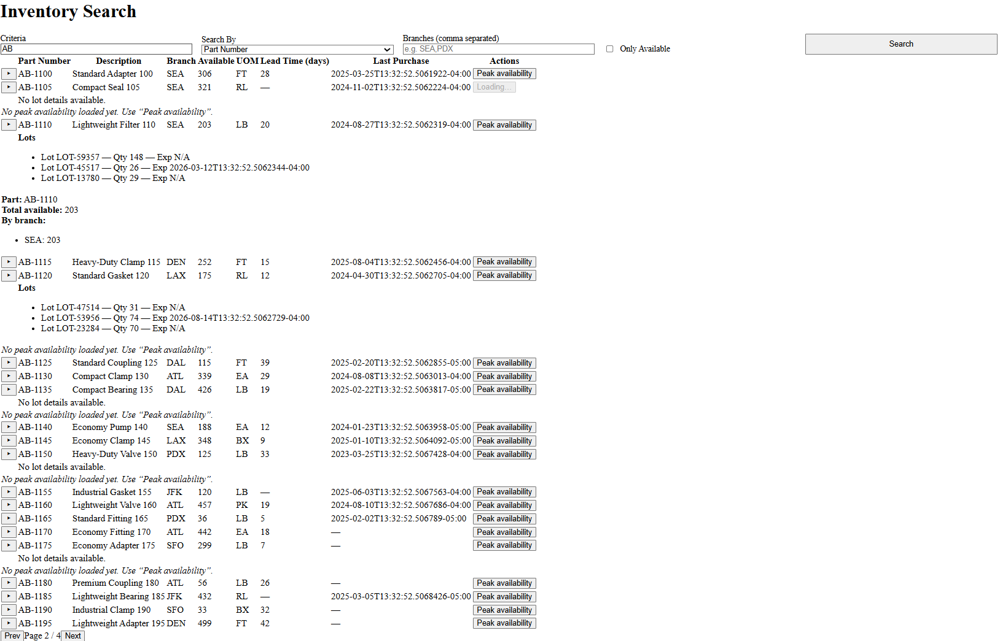 Inventory Search
Criteria
Search By
Branches (comma separated)
AB
Part Number
e.g. SEA,PDX
Only Available
Search
Part Number Description Branch Available UOM Lead Time (days) Last Purchase Actions
AB-1100 Standard Adapter 100 SEA 306 FT 28 2025-03-25T13:32:52.5061922-04:00 Peak availability
AB-1105 Compact Seal 105 SEA 321 RL — 2024-11-02T13:32:52.5062224-04:00 Loading…
No lot details available.
No peak availability loaded yet. Use “Peak availability”.
AB-1110 Lightweight Filter 110 SEA 203 LB 20 2024-08-27T13:32:52.5062319-04:00 Peak availability
Lots
• Lot LOT-59357 — Qty 148 — Exp N/A
• Lot LOT-45517 — Qty 26 — Exp 2026-03-12T13:32:52.5062344-04:00
• Lot LOT-13780 — Qty 29 — Exp N/A
Part: AB-1110
Total available: 203
By branch:
• SEA: 203
AB-1115 Heavy-Duty Clamp 115 DEN 252 FT 15 2025-08-04T13:32:52.5062456-04:00 Peak availability
AB-1120 Standard Gasket 120 LAX 175 RL 12 2024-04-30T13:32:52.5062705-04:00 Peak availability
Lots
• Lot LOT-47514 — Qty 31 — Exp N/A
• Lot LOT-53956 — Qty 74 — Exp 2026-08-14T13:32:52.5062729-04:00
• Lot LOT-23284 — Qty 70 — Exp N/A
No peak availability loaded yet. Use “Peak availability”.
AB-1125 Standard Coupling 125 DAL 115 FT 39 2025-02-20T13:32:52.5062855-05:00 Peak availability
AB-1130 Compact Clamp 130 ATL 339 EA 29 2024-08-08T13:32:52.5063013-04:00 Peak availability
AB-1135 Compact Bearing 135 DAL 426 LB 19 2025-02-22T13:32:52.5063817-05:00 Peak availability
No lot details available.
No peak availability loaded yet. Use “Peak availability”.
AB-1140 Economy Pump 140 SEA 188 EA 12 2024-01-23T13:32:52.5063958-05:00 Peak availability
AB-1145 Economy Clamp 145 LAX 348 BX 9 2025-01-10T13:32:52.5064092-05:00 Peak availability
AB-1150 Heavy-Duty Valve 150 PDX 125 LB 33 2023-03-25T13:32:52.5067428-04:00 Peak availability
No lot details available.
No peak availability loaded yet. Use “Peak availability”.
AB-1155 Industrial Gasket 155 JFK 120 LB — 2025-06-03T13:32:52.5067563-04:00 Peak availability
AB-1160 Lightweight Valve 160 ATL 457 PK 19 2024-08-10T13:32:52.5067686-04:00 Peak availability
AB-1165 Standard Fitting 165 PDX 36 LB 5 2025-02-02T13:32:52.506789-05:00 Peak availability
AB-1170 Economy Fitting 170 ATL 442 EA 18 — Peak availability
AB-1175 Economy Adapter 175 SFO 299 LB 7 — Peak availability
No lot details available.
No peak availability loaded yet. Use “Peak availability”.
AB-1180 Premium Coupling 180 ATL 56 LB 26 — Peak availability
AB-1185 Lightweight Bearing 185 JFK 432 RL — 2025-03-05T13:32:52.5068426-05:00 Peak availability
AB-1190 Industrial Clamp 190 SFO 33 BX 32 — Peak availability
AB-1195 Lightweight Adapter 195 DEN 499 FT 42 — Peak availability
Prev Page 2 / 4 Next